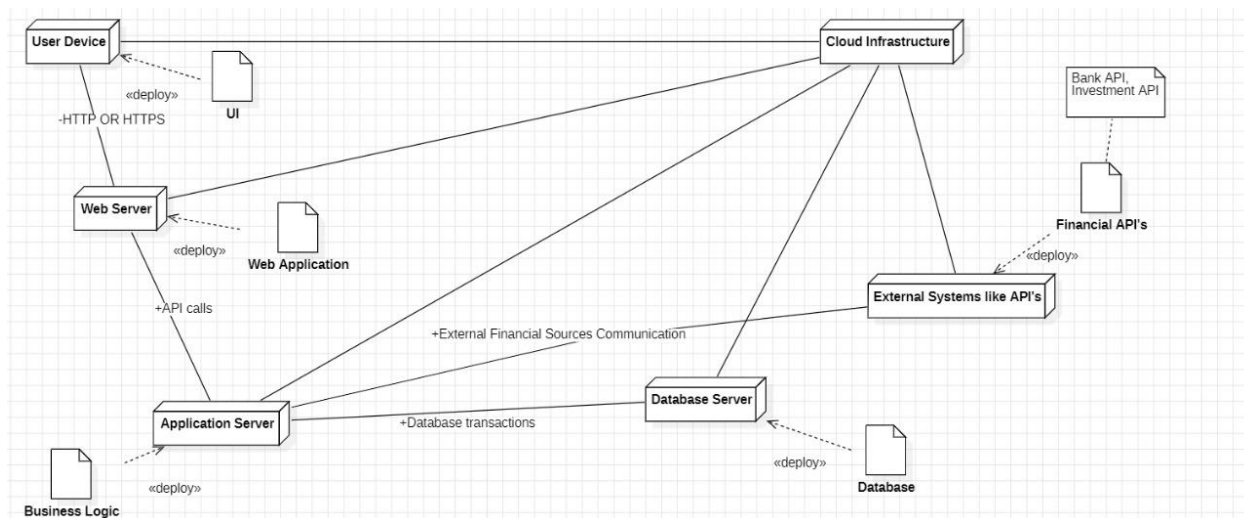 User Device
Cloud Infrastructure
Bank API,
Investment API
«deploy»
UI
-HTTP OR HTTPS
Web Server
Financial API's
«deploy»
«deploy»
Web Application
External Systems like API's
+API calls
+External Financial Sources Communication
Database Server
Application Server
+Database transactions
«deploy»
«deploy»
Database
Business Logic